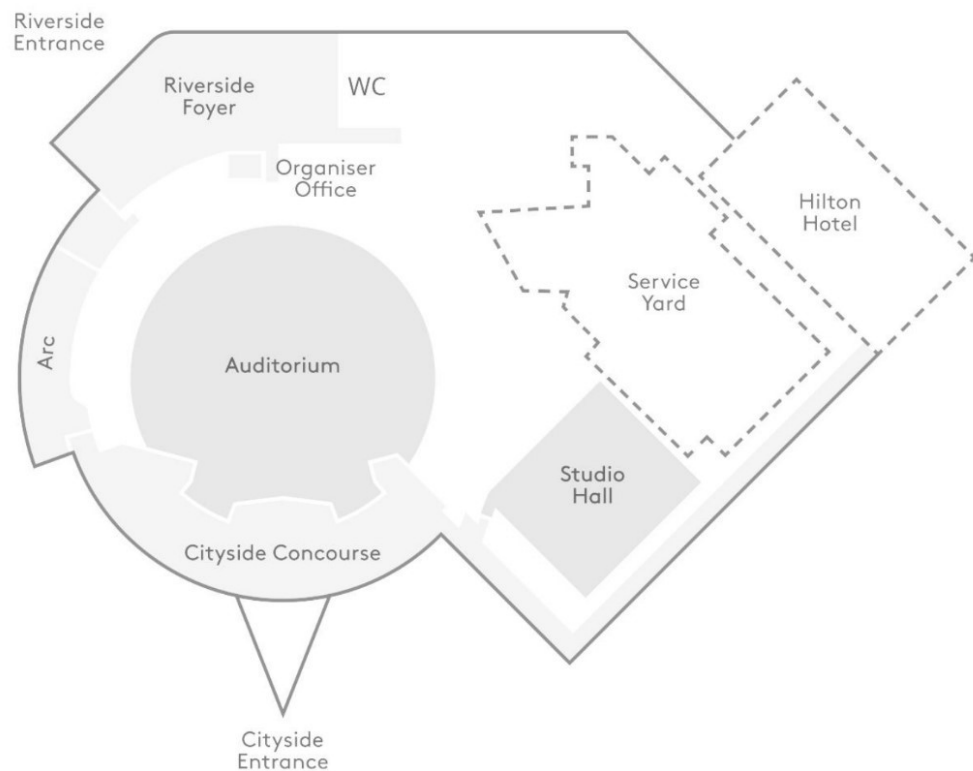 Riverside
Entrance
Riverside
Foyer
WC
Organiser
Office
Hilton
Hotel
Service
Yard
Arc
Auditorium
Studio
Hall
Cityside Concourse
Cityside
Entrance